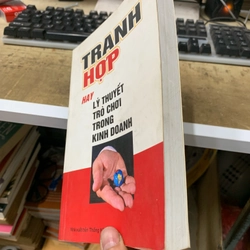 TRANH
HỢP
HAY
LÝ THUYẾT
TRÒ CHƠI
TRONG
KINH DOANH